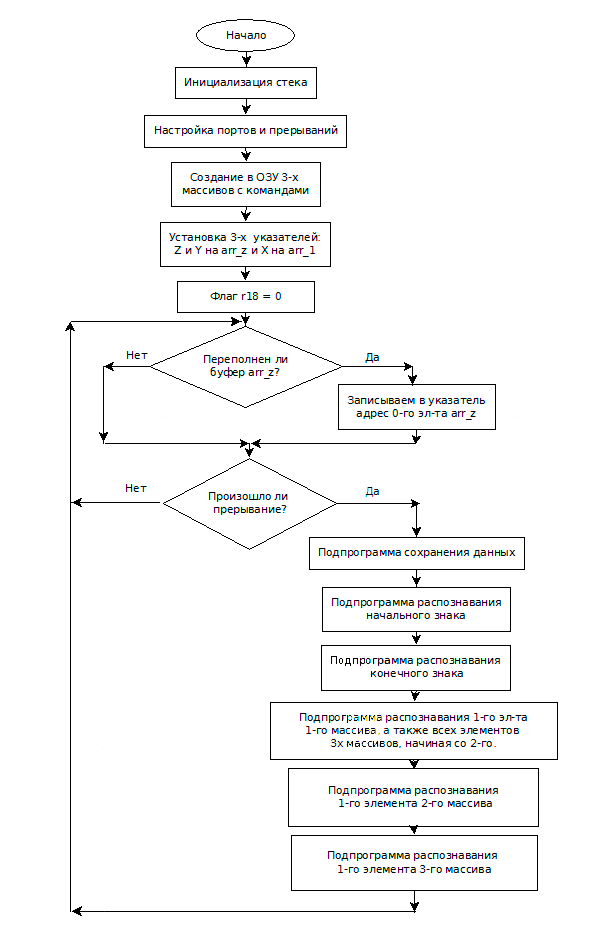 Начало
Инициализация стека
Настройка портов и прерываний
Создание в ОЗУ 3-х
массивов с командами
Установка 3-х указателей:
Z и Y на arr_z и X на arr_1
Флаг r18 = 0
Переполнен ли
буфер arr_z?
Нет
Да
Записываем в указатель
адрес 0-го эл-та arr_z
Произошло ли
прерывание?
Нет
Да
Подпрограмма сохранения данных
Подпрограмма распознавания
начального знака
Подпрограмма распознавания
конечного знака
Подпрограмма распознавания 1-го эл-та
1-го массива, а также всех элементов
3х массивов, начиная со 2-го.
Подпрограмма распознавания
1-го элемента 2-го массива
Подпрограмма распознавания
1-го элемента 3-го массива